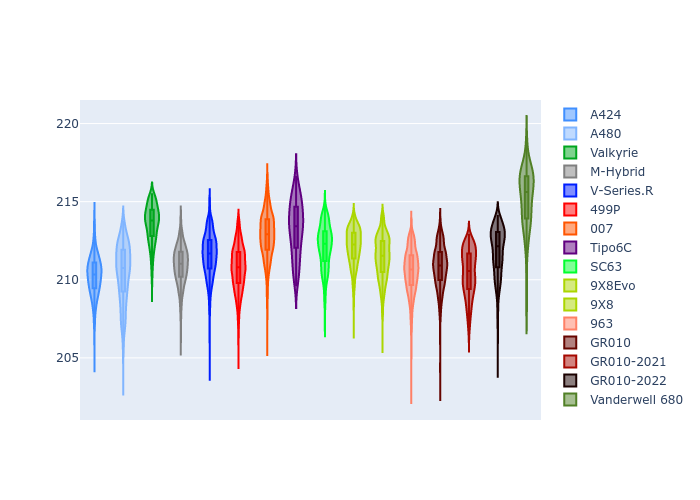 220
215
210
205
A424
A480
Valkyrie
M-Hybrid
V-Series.R
499P
007
Tipo6C
SC63
9X8Evo
9X8
963
GR010
GR010-2021
GR010-2022
Vanderwell 680